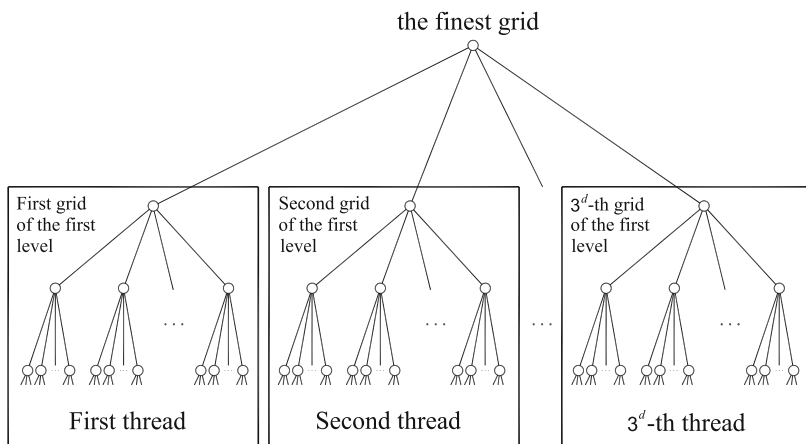 the finest grid
First grid
of the first
level
Second grid
of the first
level
3^d-th grid
of the first
level
...
...
...
...
First thread
Second thread
3^d-th thread